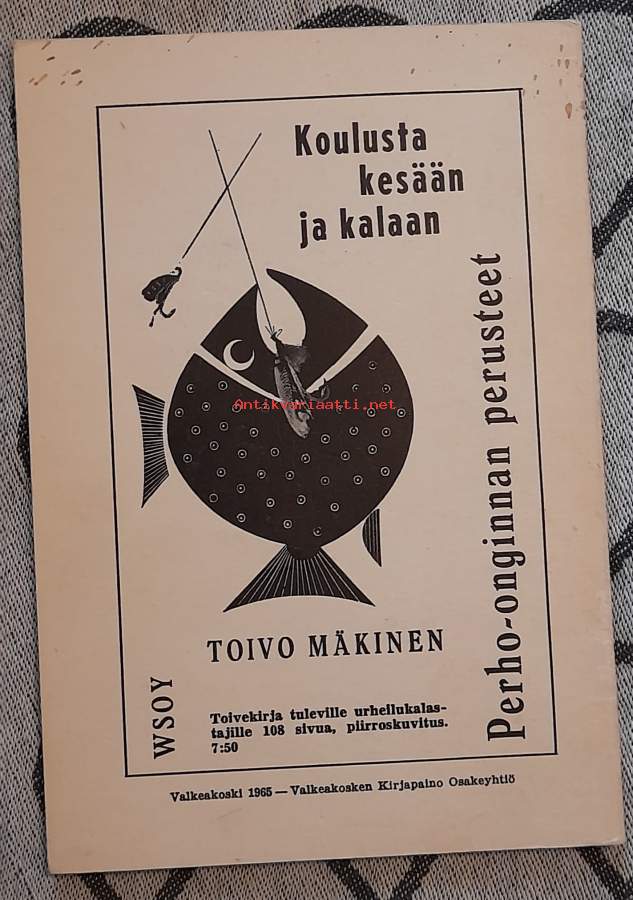 Koulusta
kesään
ja kalaan
Perho-onginnan perusteet
Antikvariaatti.net
TOIVO MÄKINEN
WSOY
Toivekirja tuleville urheilukalas-
tajille 108 sivua, piirroskuvitus.
7:50
Valkeakoski 1965 — Valkeakosken Kirjapaino Osakeyhtiö